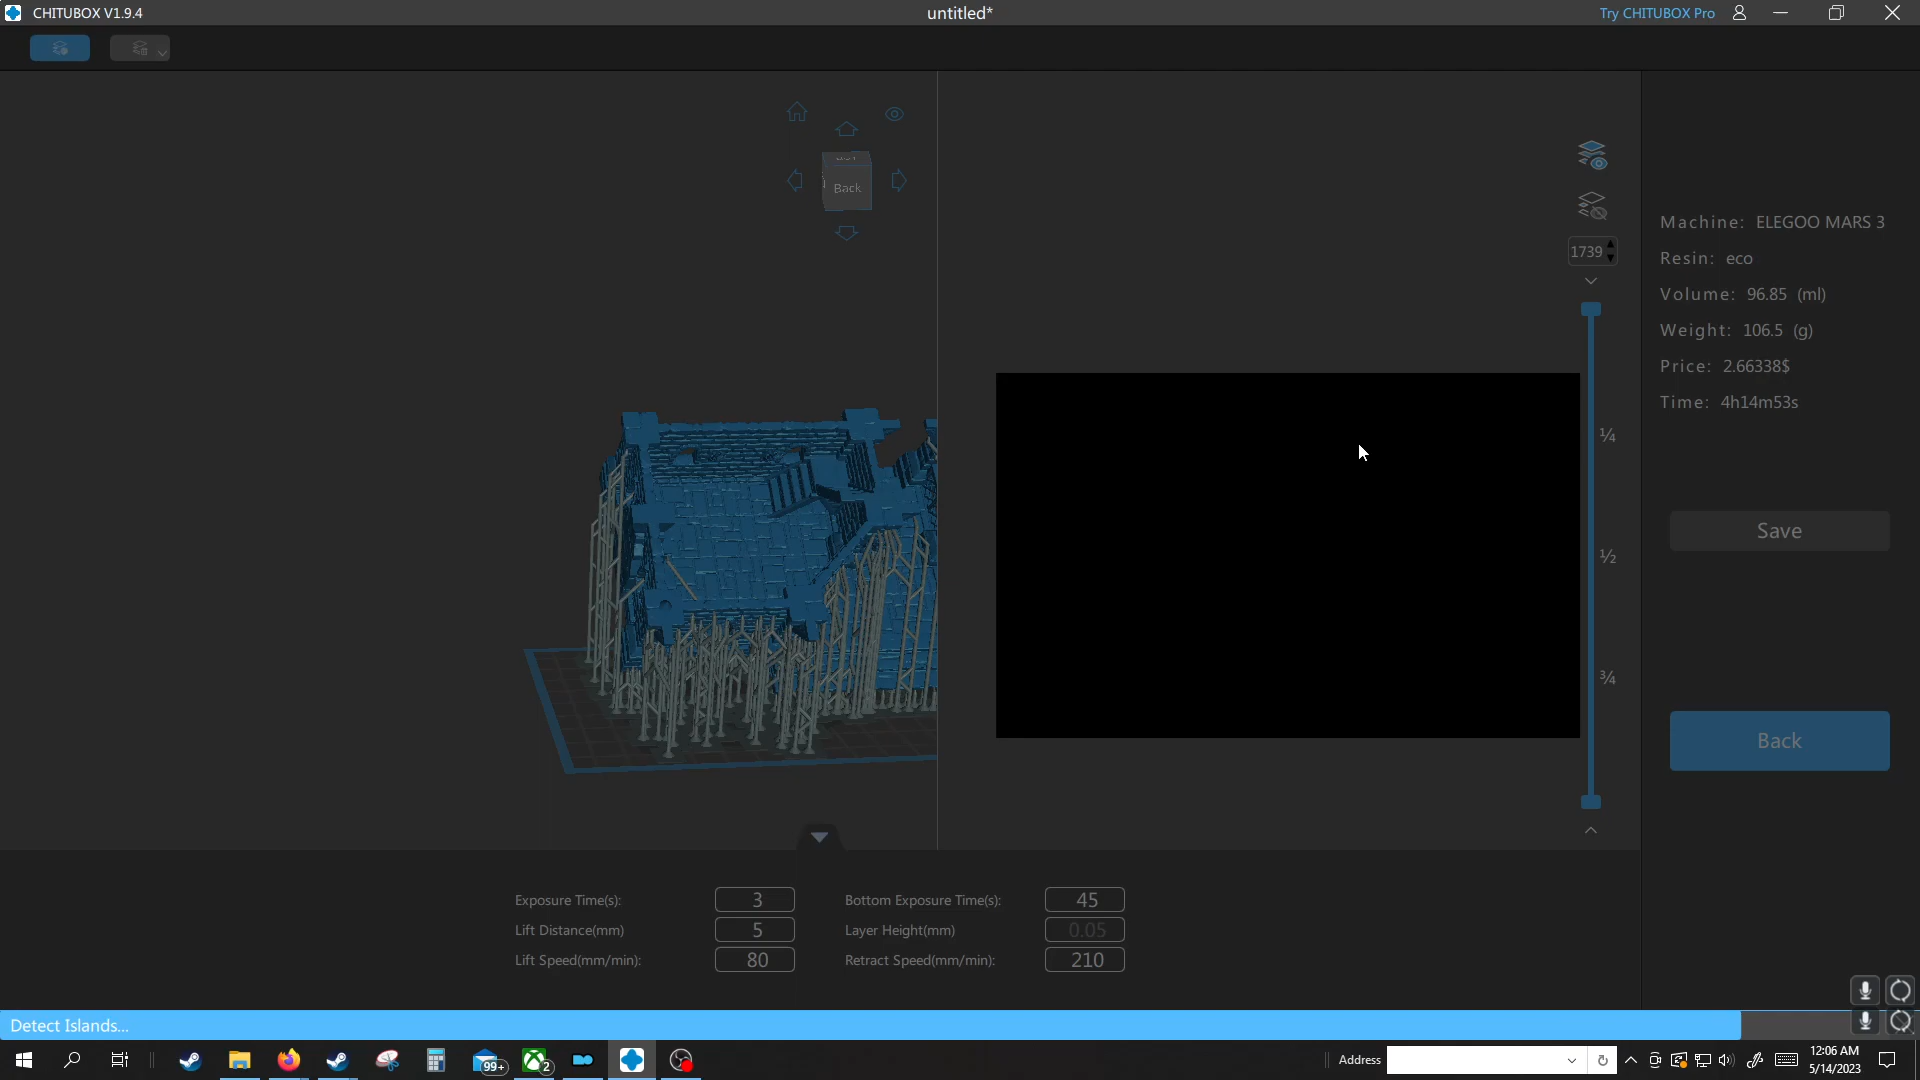 CHITUBOX V1.9.4
untitled*
Try CHITUBOX Pro
Back
1739
¼
½
¾
Machine: ELEGOO MARS 3
Resin: eco
Volume: 96.85 (ml)
Weight: 106.5 (g)
Price: 2.66338$
Time: 4h14m53s
Save
Back
Exposure Time(s): 3
Bottom Exposure Time(s): 45
Lift Distance(mm) 5
Layer Height(mm) 0.05
Lift Speed(mm/min): 80
Retract Speed(mm/min): 210
Detect Islands...
99+
2
Address
12:06 AM
5/14/2023